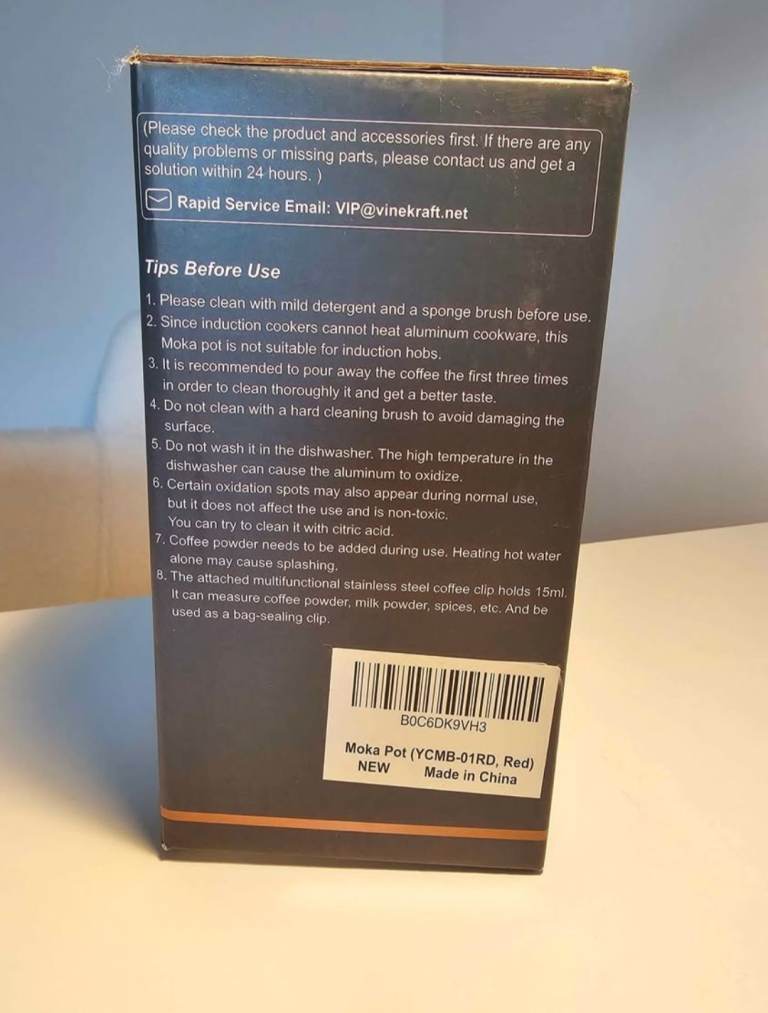 (Please check the product and accessories first. If there are any
quality problems or missing parts, please contact us and get a
solution within 24 hours. )
Rapid Service Email: VIP@vinekraft.net
Tips Before Use
1. Please clean with mild detergent and a sponge brush before use.
2. Since induction cookers cannot heat aluminum cookware, this
Moka pot is not suitable for induction hobs.
3. It is recommended to pour away the coffee the first three times
in order to clean thoroughly it and get a better taste.
4. Do not clean with a hard cleaning brush to avoid damaging the
surface.
5. Do not wash it in the dishwasher. The high temperature in the
dishwasher can cause the aluminum to oxidize.
6. Certain oxidation spots may also appear during normal use,
but it does not affect the use and is non-toxic.
You can try to clean it with citric acid.
7. Coffee powder needs to be added during use. Heating hot water
alone may cause splashing.
8. The attached multifunctional stainless steel coffee clip holds 15ml.
It can measure coffee powder, milk powder, spices, etc. And be
used as a bag-sealing clip.
B0C6DK9VH3
Moka Pot (YCMB-01RD, Red)
NEW Made in China